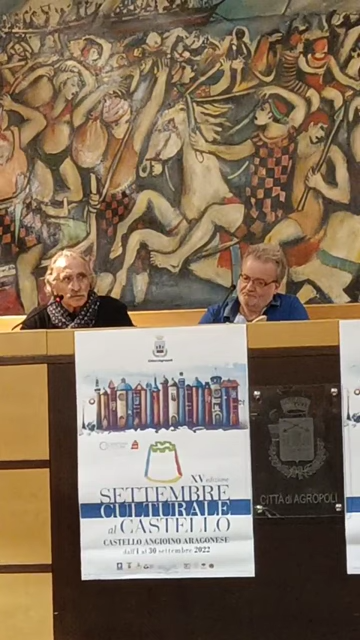 XV edizione
SETTEMBRE
CULTURALE
al CASTELLO
CASTELLO ANGIOINO ARAGONESE
dall'1 al 30 settembre 2022
CITTÀ di AGROPOLI